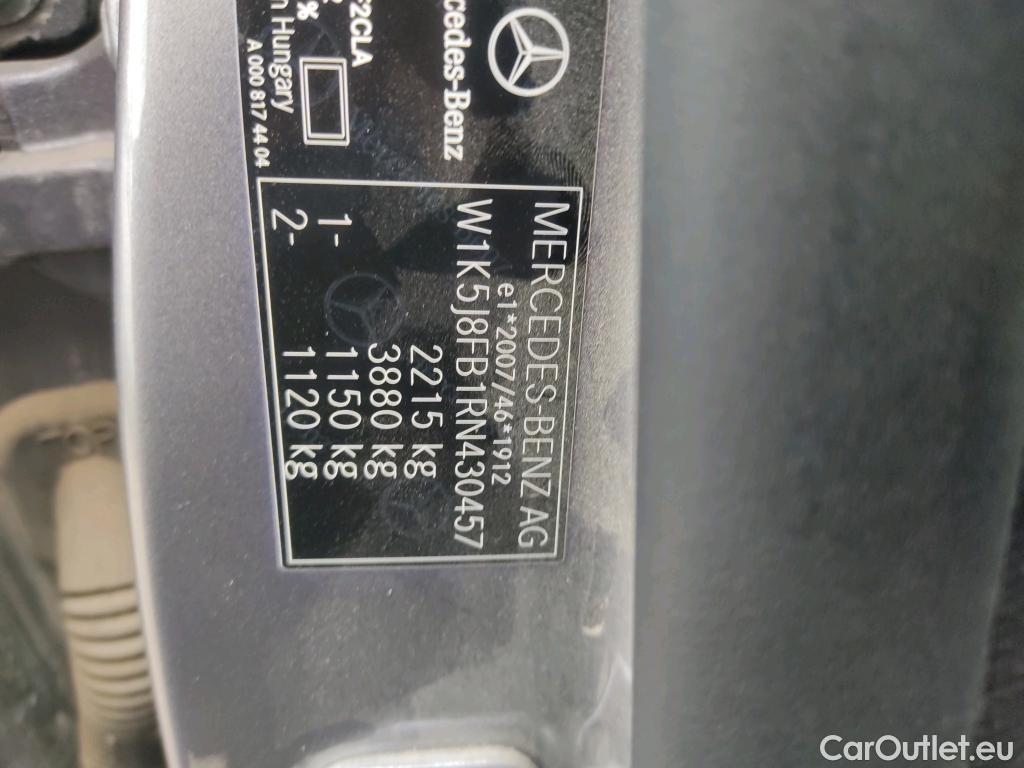 rcedes-Benz
2CLA
%
n Hungary
A 000 817 44 04
MERCEDES-BENZ AG
e1*2007/46*1912
W1K5J8FB1RN430457
2215 kg
3880 kg
1- 1150 kg
2- 1120 kg
CarOutlet.eu